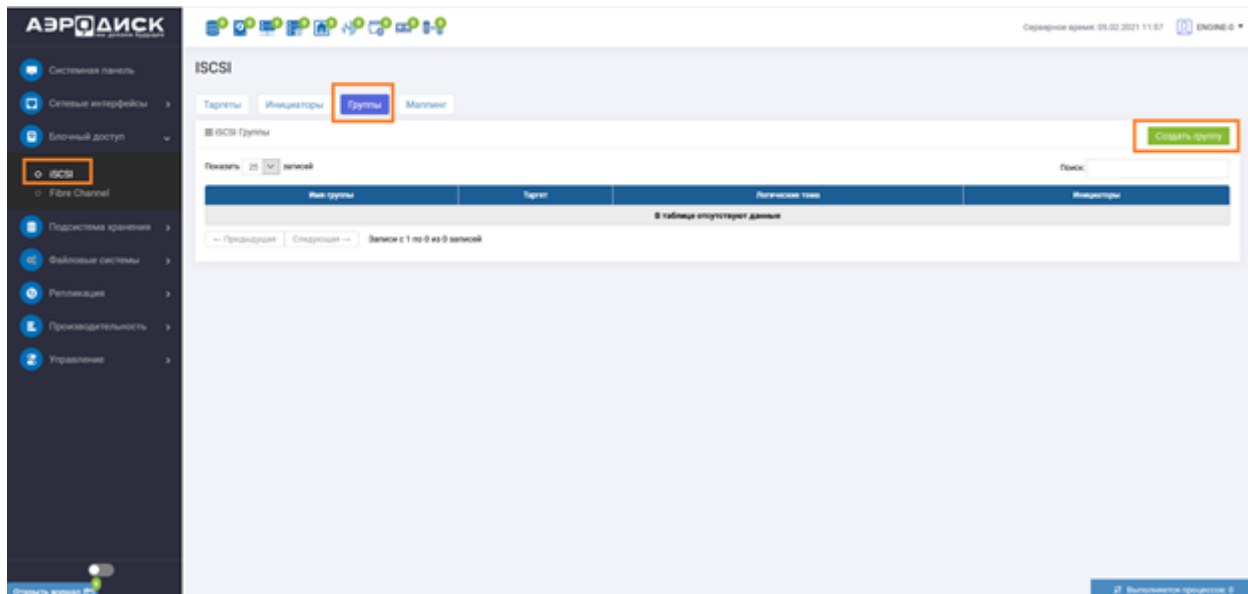 АЭРОДИСК
Серверное время: 05.02.2021 11:57
ENGINE-0
Системная панель
Сетевые интерфейсы
Блочный доступ
iSCSI
Fibre Channel
Подсистема хранения
Файловые системы
Репликация
Производительность
Управление
Открыть журнал
ISCSI
Таргеты Инициаторы Группы Маппинг
iSCSI Группы
Создать группу
Показать 25 записей
Поиск:
Имя группы Таргет Логические тома Инициаторы
В таблице отсутствуют данные
← Предыдущая Следующая → Записи с 1 по 0 из 0 записей
Выполняется процессов: 0